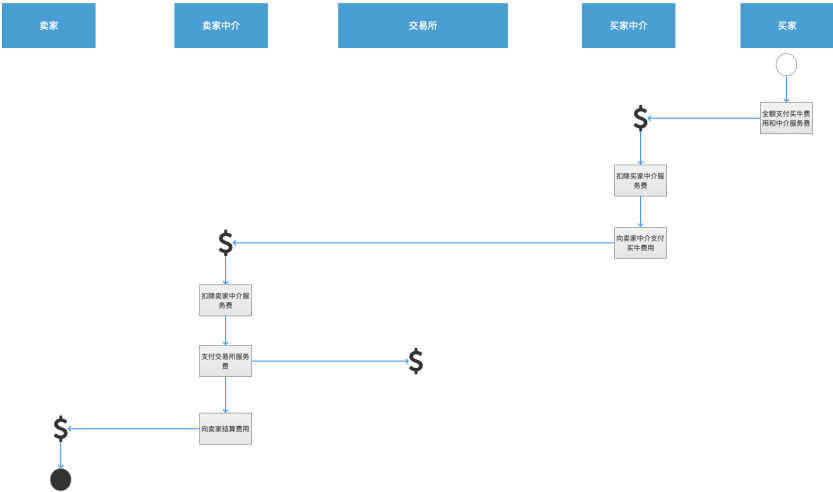 卖家
卖家中介
交易所
买家中介
买家
全额支付买牛费
用和中介服务费
$
扣除买家中介服
务费
向卖家中介支付
买牛费用
$
扣除卖家中介服
务费
支付交易所服务
费
$
向卖家结算费用
$